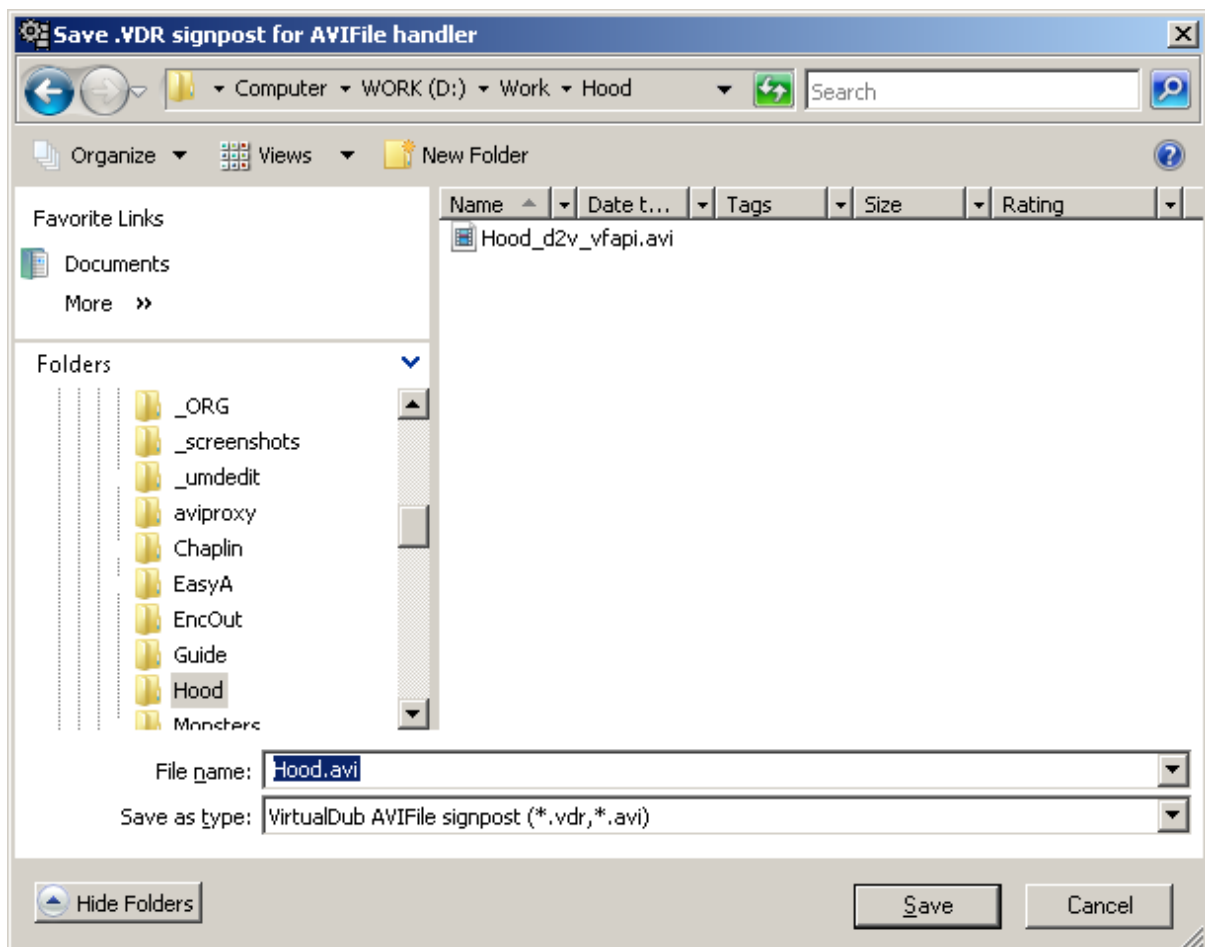 Save .VDR signpost for AVIFile handler
Computer WORK (D:) Work Hood Search
Organize Views New Folder
Favorite Links
Documents
More »
Folders
_ORG
_screenshots
_umdedit
aviproxy
Chaplin
EasyA
EncOut
Guide
Hood
Monsters
Name Date t... Tags Size Rating
Hood_d2v_vfapi.avi
File name: Hood.avi
Save as type: VirtualDub AVIFile signpost (*.vdr,*.avi)
Hide Folders Save Cancel